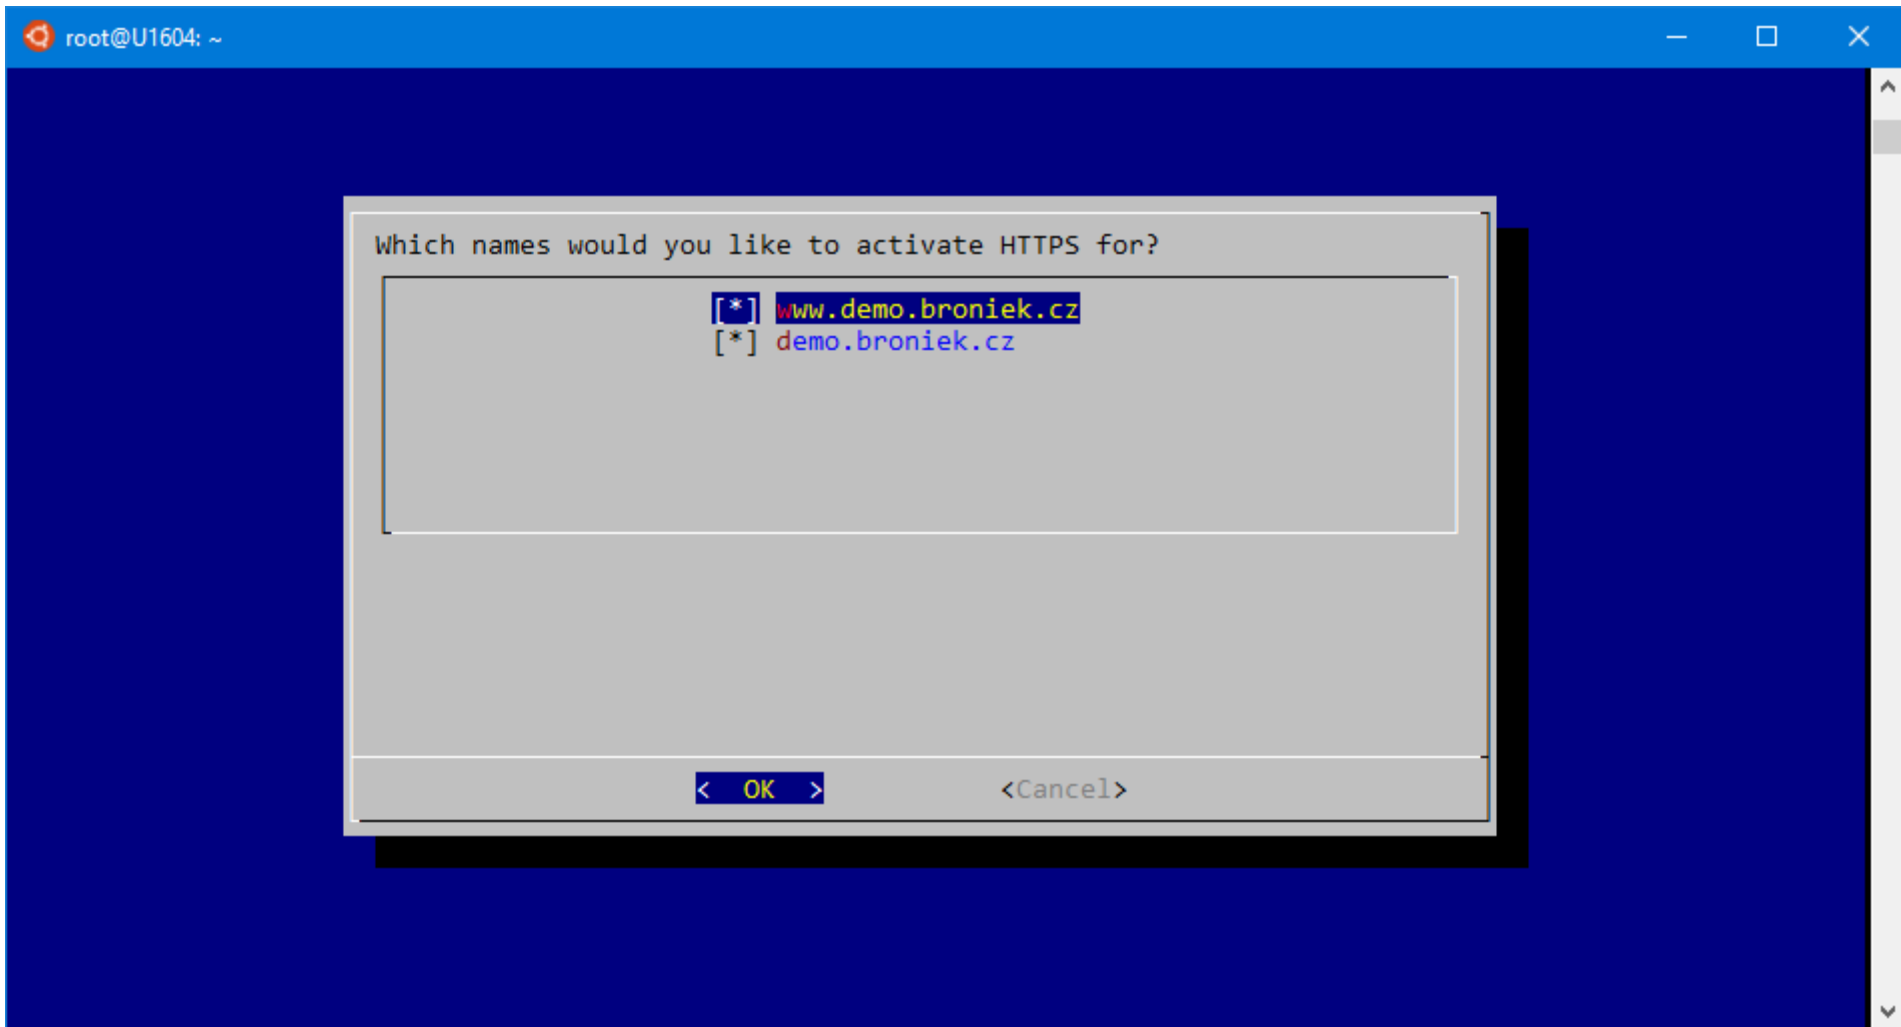 root@U1604: ~
Which names would you like to activate HTTPS for?
[*] www.demo.broniek.cz
[*] demo.broniek.cz
< OK > <Cancel>